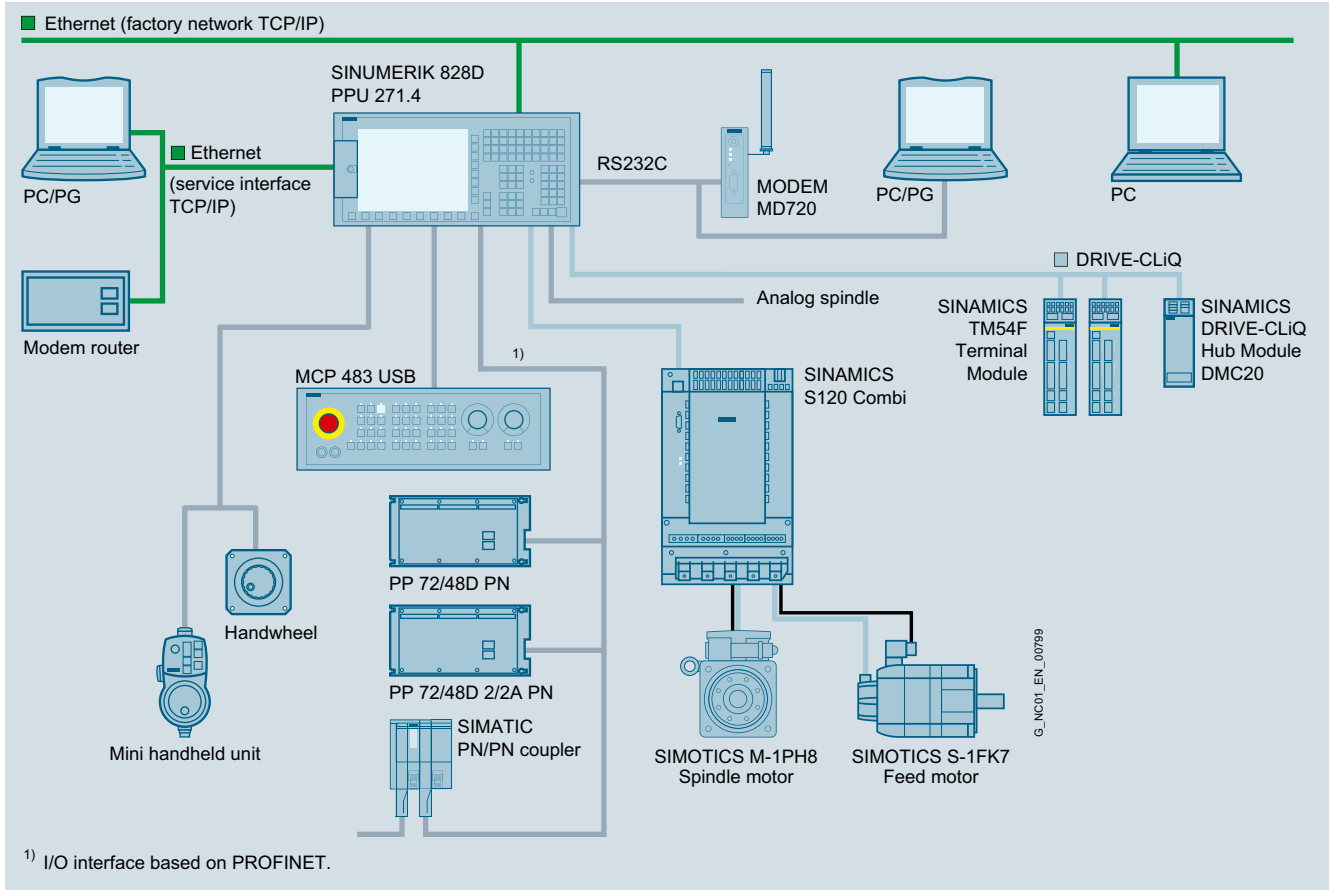 Ethernet (factory network TCP/IP)
SINUMERIK 828D
PPU 271.4
PC/PG
Ethernet
(service interface
TCP/IP)
RS232C
MODEM
MD720
PC/PG
PC
Modem router
DRIVE-CLiQ
Analog spindle
SINAMICS
TM54F
Terminal
Module
SINAMICS
DRIVE-CLiQ
Hub Module
DMC20
1)
MCP 483 USB
SINAMICS
S120 Combi
PP 72/48D PN
Handwheel
PP 72/48D 2/2A PN
SIMATIC
PN/PN coupler
Mini handheld unit
SIMOTICS M-1PH8
Spindle motor
SIMOTICS S-1FK7
Feed motor
G_NC01_EN_00799
1) I/O interface based on PROFINET.